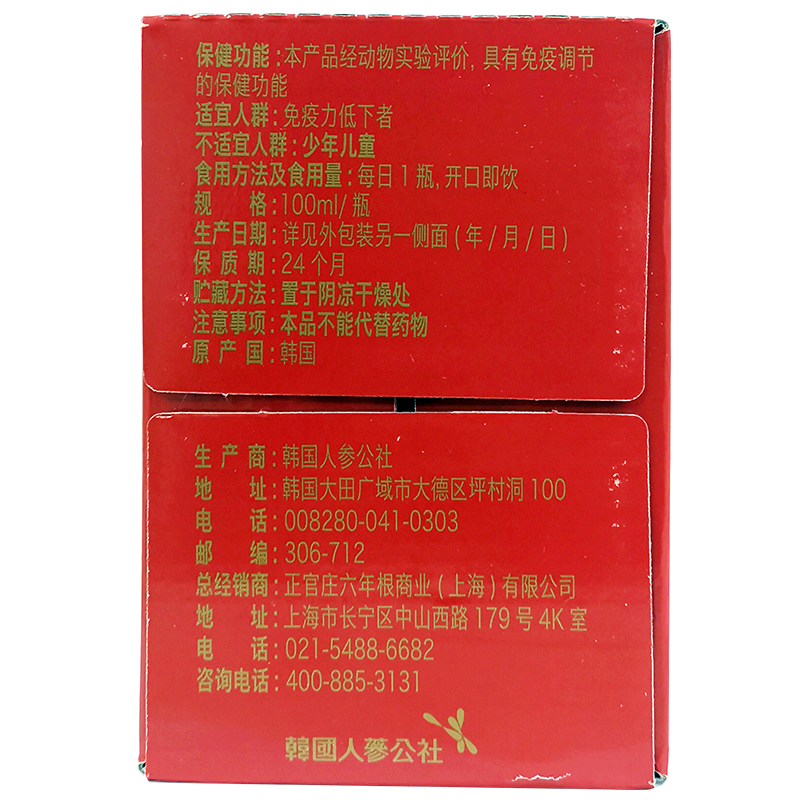 保健功能：本产品经动物实验评价，具有免疫调节
的保健功能
适宜人群：免疫力低下者
不适宜人群：少年儿童
食用方法及食用量：每日1瓶，开口即饮
规 格：100ml/瓶
生产日期：详见外包装另一侧面(年/月/日)
保质期：24个月
贮藏方法：置于阴凉干燥处
注意事项：本品不能代替药物
原产国：韩国
生产商：韩国人参公社
地 址：韩国大田广域市大德区坪村洞100
电 话：008280-041-0303
邮 编：306-712
总经销商：正官庄六年根商业(上海)有限公司
地 址：上海市长宁区中山西路179号4K室
电 话：021-5488-6682
咨询电话：400-885-3131
韓國人蔘公社